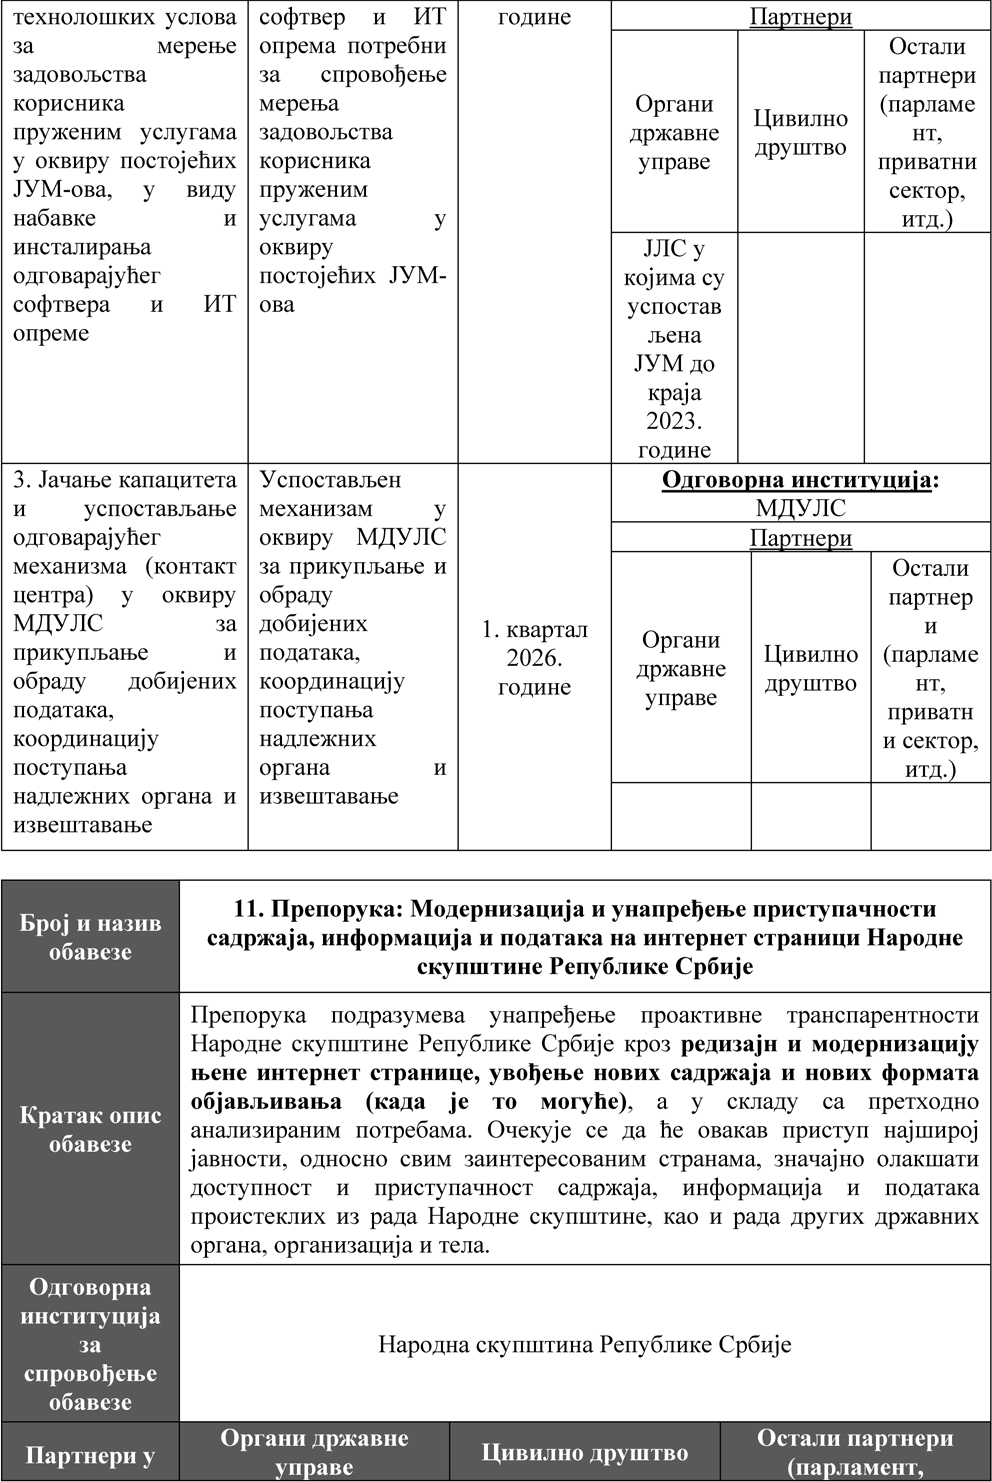 технолошких услова
за мерење
задовољства
корисника
пруженим услугама
у оквиру постојећих
ЈУМ-ова, у виду
набавке и
инсталирања
одговарајућег
софтвера и ИТ
опреме
софтвер и ИТ
опрема потребни
за спровођење
мерења
задовољства
корисника
пруженим
услугама у
оквиру
постојећих ЈУМ-
ова
године
Партнери
Органи
државне
управе
Цивилно
друштво
Остали
партнери
(парламе
нт,
приватни
сектор,
итд.)
ЈЛС у
којима су
успостав
љена
ЈУМ до
краја
2023.
године
3. Јачање капацитета
и успостављање
одговарајућег
механизма (контакт
центра) у оквиру
МДУЛС за
прикупљање и
обраду добијених
података,
координацију
поступања
надлежних органа и
извештавање
Успостављен
механизам у
оквиру МДУЛС
за прикупљање и
обраду
добијених
података,
координацију
поступања
надлежних
органа и
извештавање
1. квартал
2026.
године
Одговорна институција:
МДУЛС
Партнери
Органи
државне
управе
Цивилно
друштво
Остали
партнер
и
(парламе
нт,
приватн
и сектор,
итд.)
Број и назив
обавезе
11. Препорука: Модернизација и унапређење приступачности
садржаја, информација и података на интернет страници Народне
скупштине Републике Србије
Кратак опис
обавезе
Препорука подразумева унапређење проактивне транспарентности
Народне скупштине Републике Србије кроз редизајн и модернизацију
њене интернет странице, увођење нових садржаја и нових формата
објављивања (када је то могуће), а у складу са претходно
анализираним потребама. Очекује се да ће овакав приступ најширој
јавности, односно свим заинтересованим странама, значајно олакшати
доступност и приступачност садржаја, информација и података
проистеклих из рада Народне скупштине, као и рада других државних
органа, организација и тела.
Одговорна
институција
за
спровођење
обавезе
Народна скупштина Републике Србије
Партнери у
Органи државне
управе
Цивилно друштво
Остали партнери
(парламент,